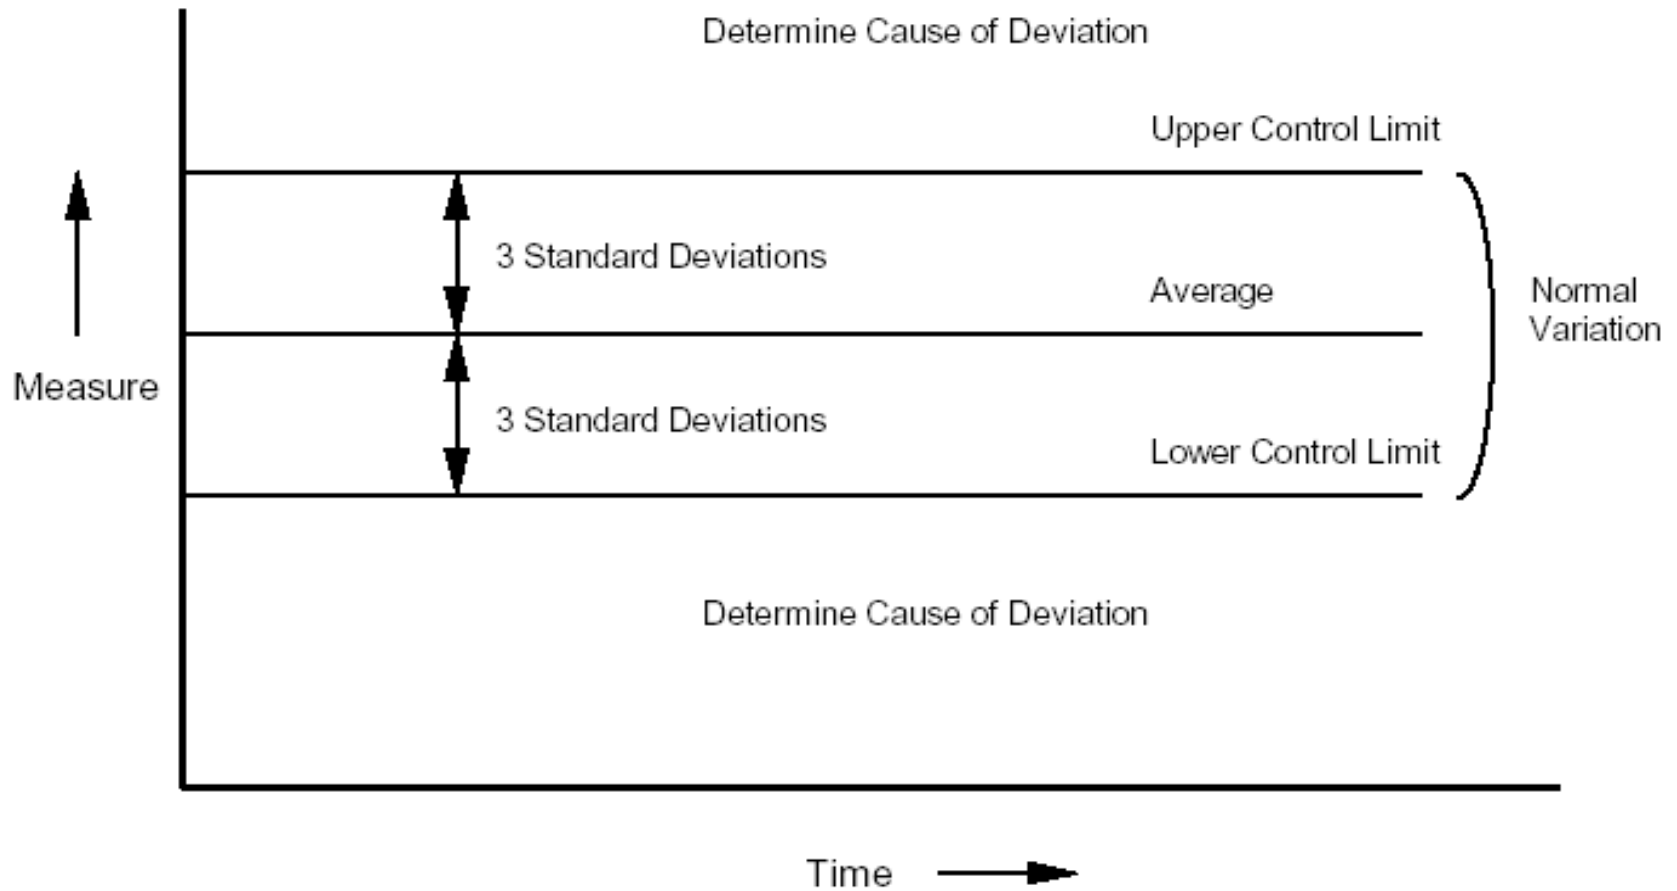 Determine Cause of Deviation
Upper Control Limit
3 Standard Deviations
Average
Normal
Variation
Measure
3 Standard Deviations
Lower Control Limit
Determine Cause of Deviation
Time